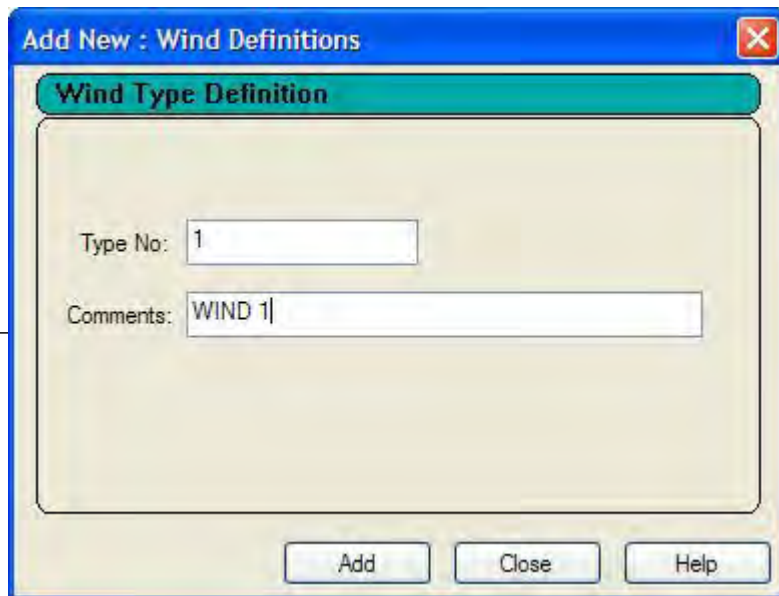 Add New : Wind Definitions
Wind Type Definition
Type No: 1
Comments: WIND 1
Add Close Help